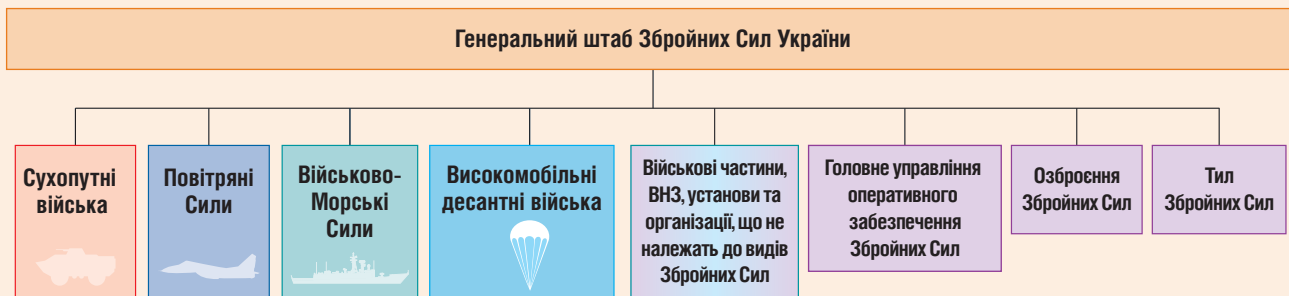 Генеральний штаб Збройних Сил України
Сухопутні
війська
Повітряні
Сили
Військово-
Морські
Сили
Високомобільні
десантні війська
Військові частини,
ВНЗ, установи та
організації, що не
належать до видів
Збройних Сил
Головне управління
оперативного
забезпечення
Збройних Сил
Озброєння
Збройних Сил
Тил
Збройних Сил